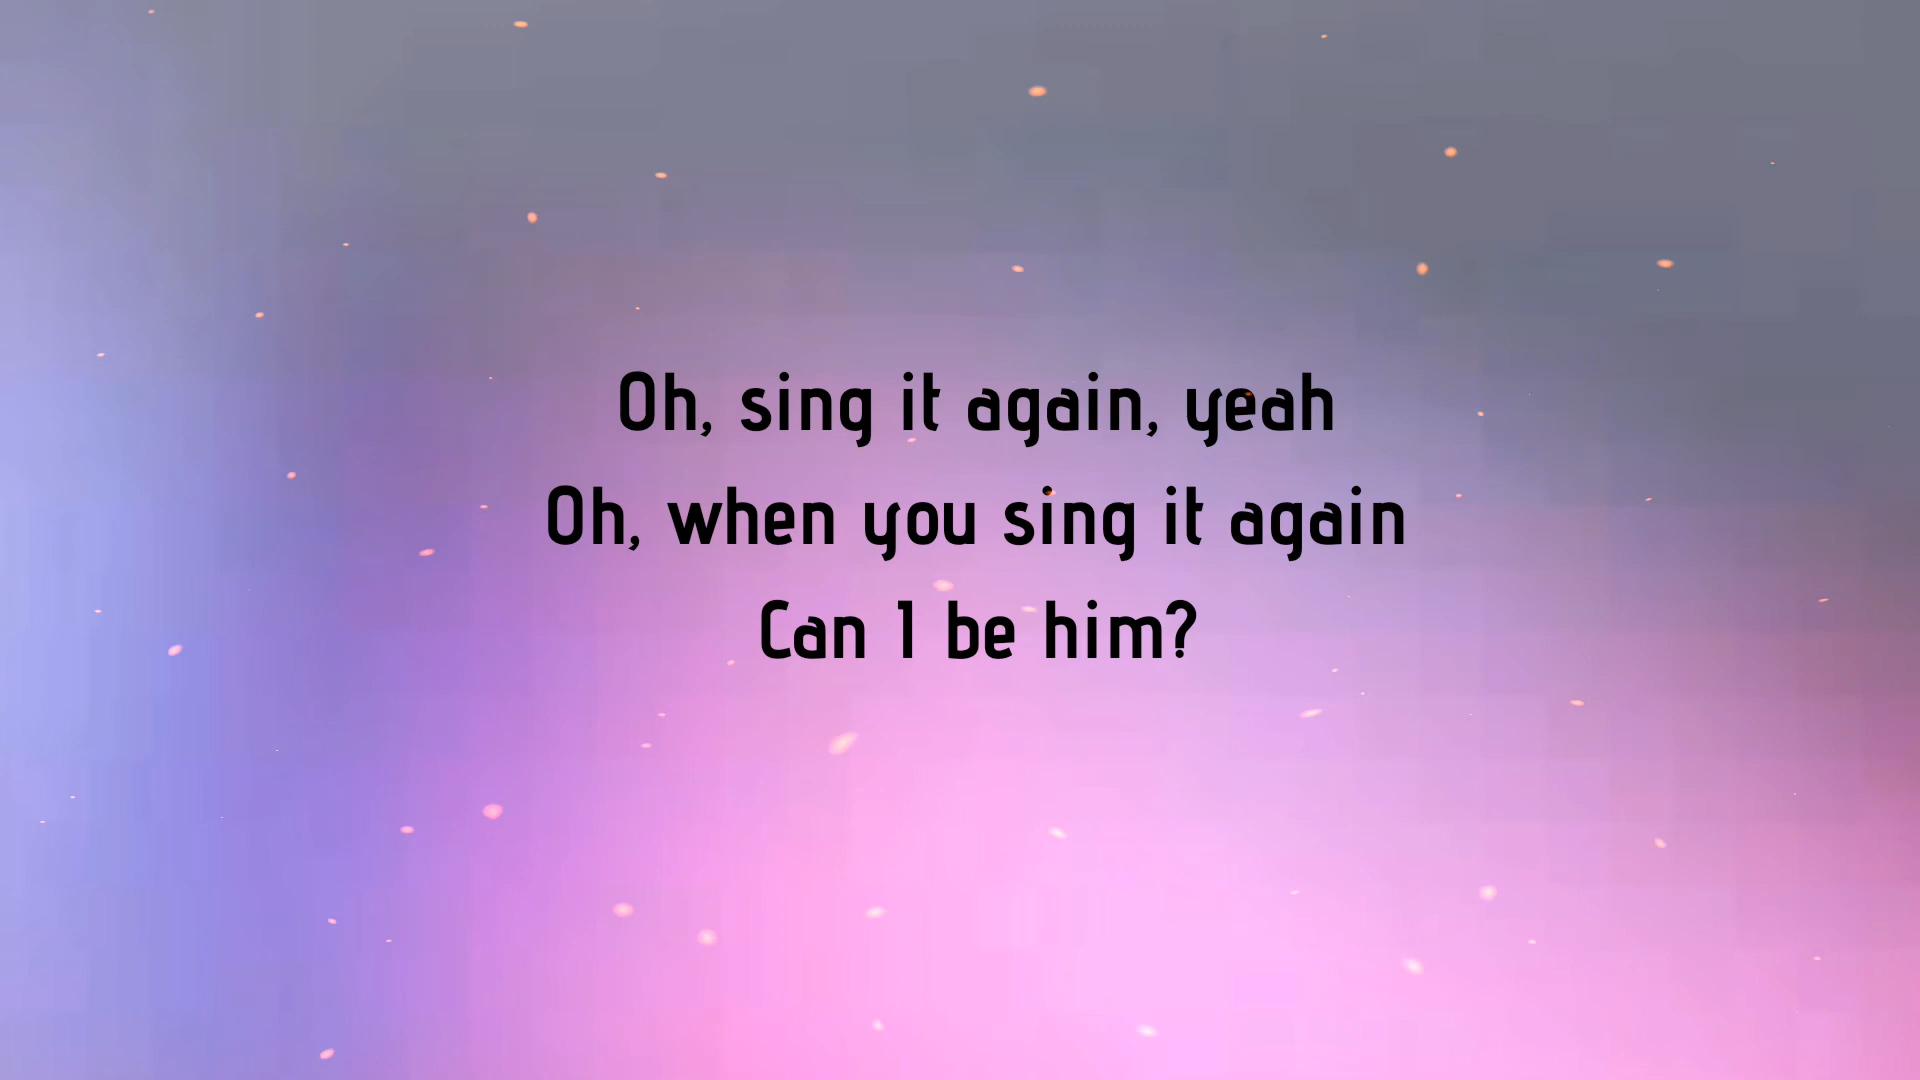 Oh, sing it again, yeah
Oh, when you sing it again
Can I be him?